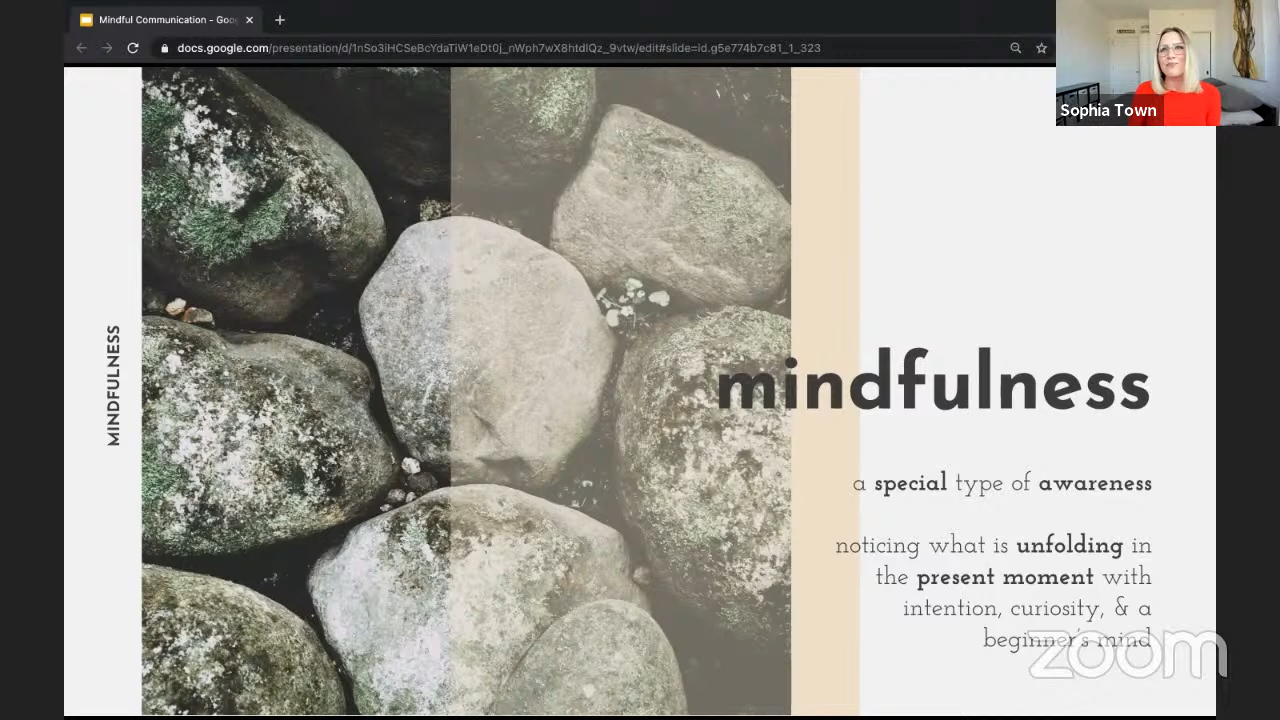 Mindful Communication - Goo
docs.google.com/presentation/d/1nSo3iHCSeBcYdaTiW1eDt0j_nWph7wX8htdIQz_9vtw/edit#slide=id.g5e774b7c81_1_323
Sophia Town
MINDFULNESS
mindfulness
a special type of awareness
noticing what is unfolding in
the present moment with
intention, curiosity, & a
beginner's mind
zoom